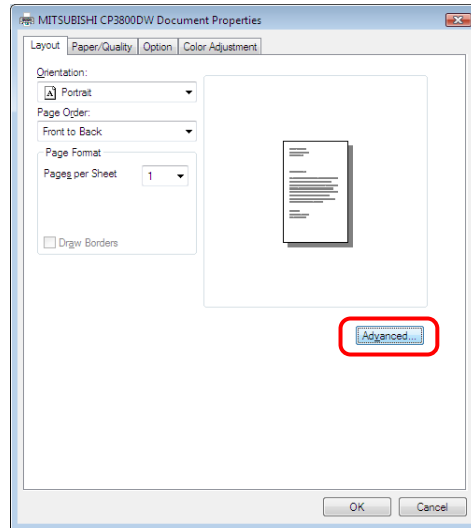 MITSUBISHI CP3800DW Document Properties
Layout Paper/Quality Option Color Adjustment
Orientation:
Portrait
Page Order:
Front to Back
Page Format
Pages per Sheet 1
Draw Borders
Advanced...
OK Cancel